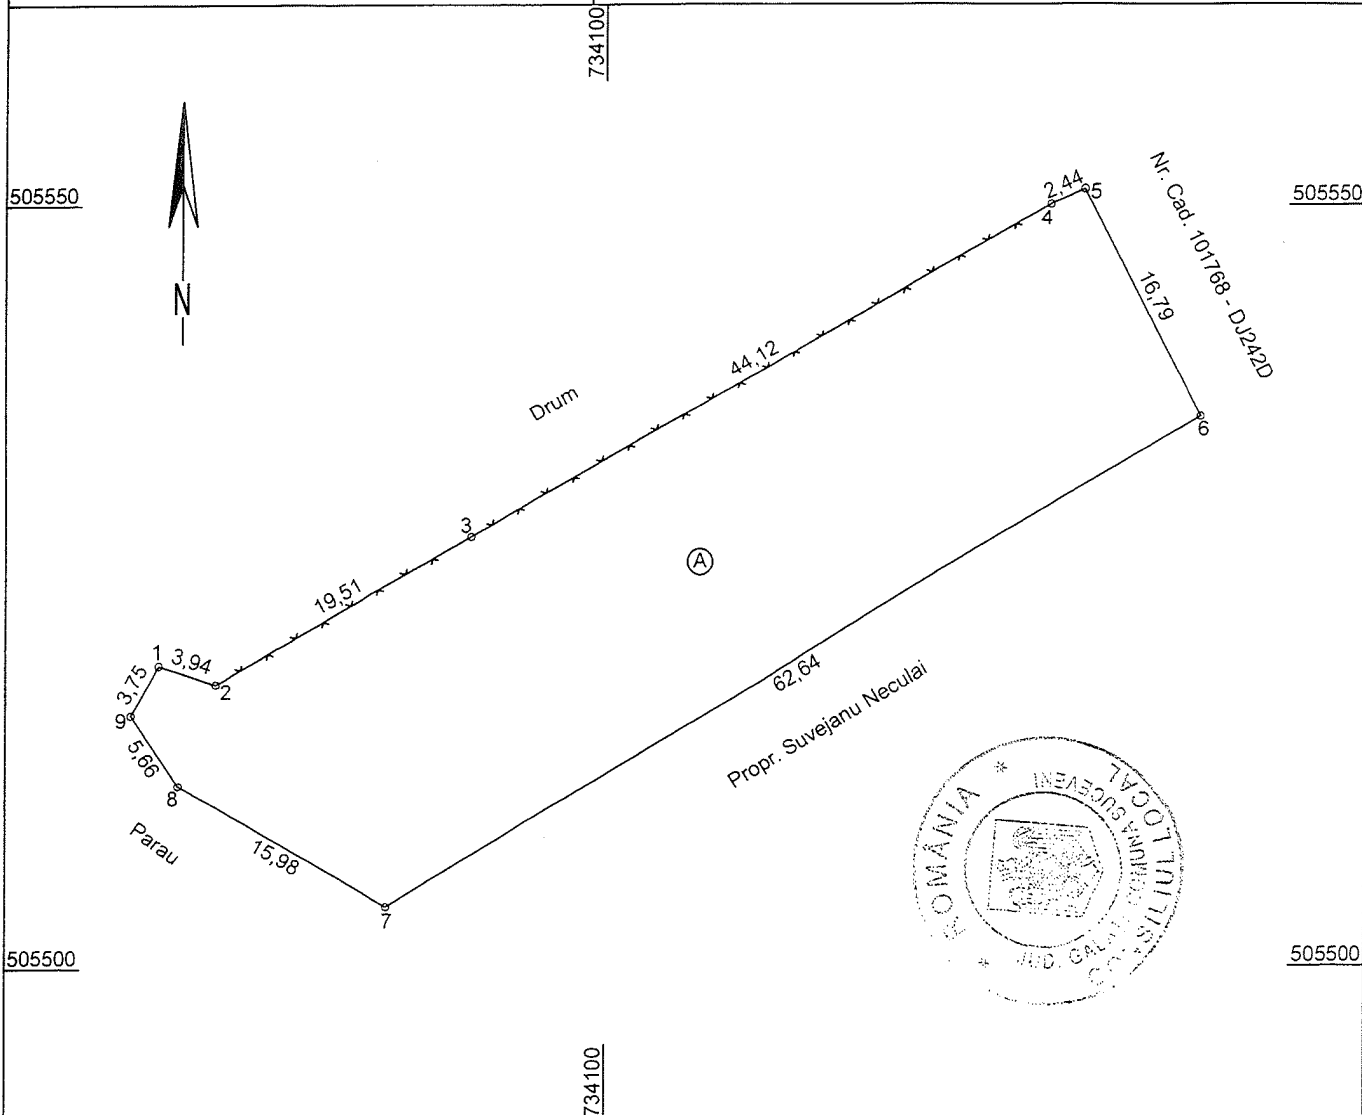 734100
505550
505550
N
Nr. Cad. 101768 - DJ242D
2,44
5
4
16,79
44,12
Drum
6
3
A
19,51
1
3,94
2
3,75
9
5,66
8
62,64
Propr. Suvejanu Neculai
Parau
15,98
7
* ROMÂNIA *
LOCAL
COMUNA SUCEVENI
JUD.
505500
505500
734100